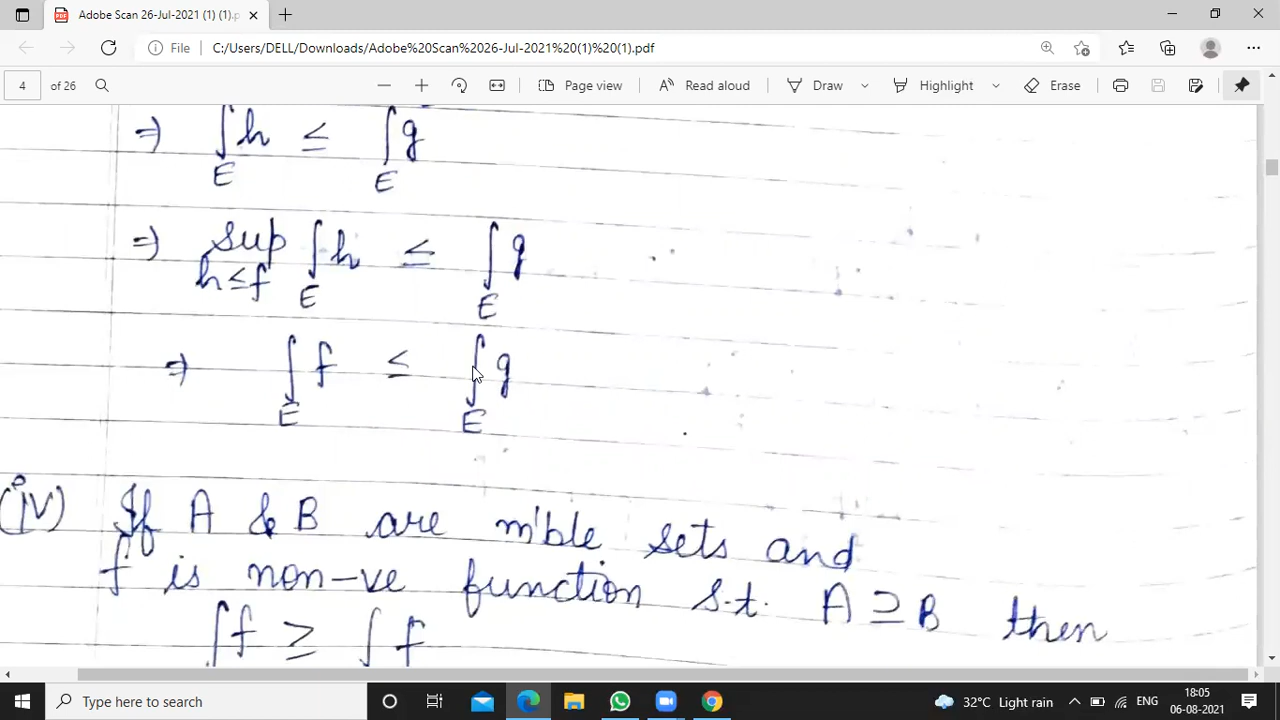 Adobe Scan 26-Jul-2021 (1) (1).p
File C:/Users/DELL/Downloads/Adobe%20Scan%2026-Jul-2021%20(1)%20(1).pdf
4 of 26 Page view Read aloud Draw Highlight Erase
⇒ ∫_E h ≤ ∫_E g
⇒ sup_{h≤f} ∫_E h ≤ ∫_E g
⇒ ∫_E f ≤ ∫_E g
(iv) If A & B are m'ble sets and
f is non-ve function s.t. A ⊇ B then
∫f ≥ ∫f
Type here to search 32°C Light rain ENG 18:05
06-08-2021